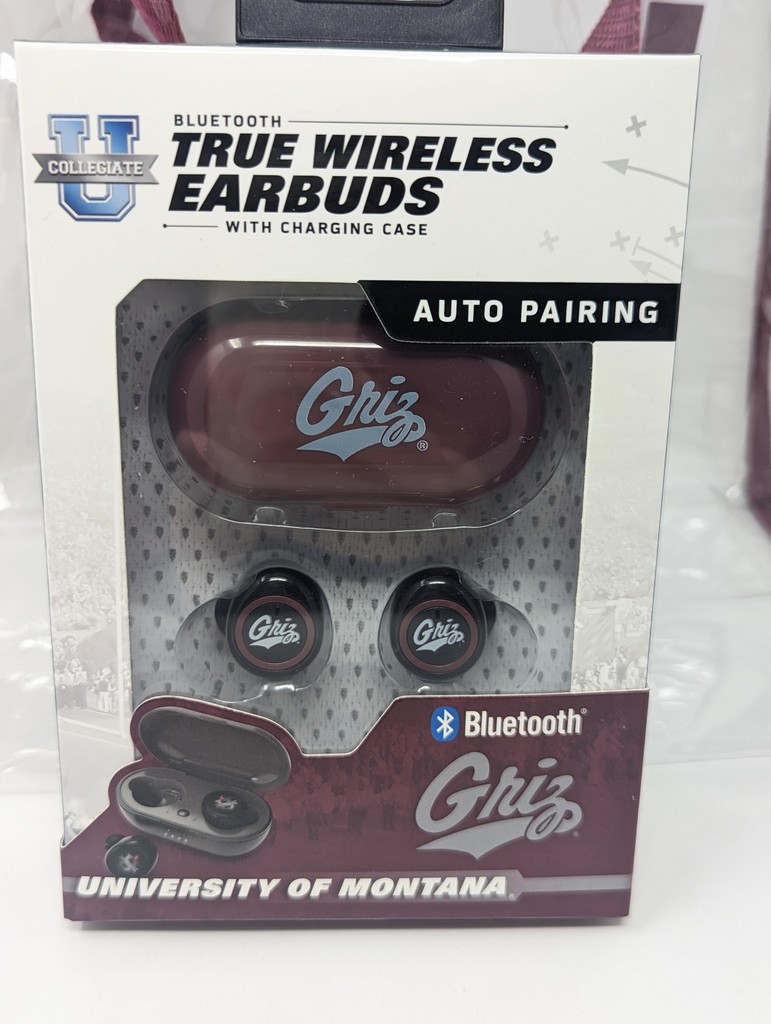 BLUETOOTH
U
COLLEGIATE
TRUE WIRELESS
EARBUDS
WITH CHARGING CASE
AUTO PAIRING
Griz®
Griz
Griz
Bluetooth®
Griz
UNIVERSITY OF MONTANA